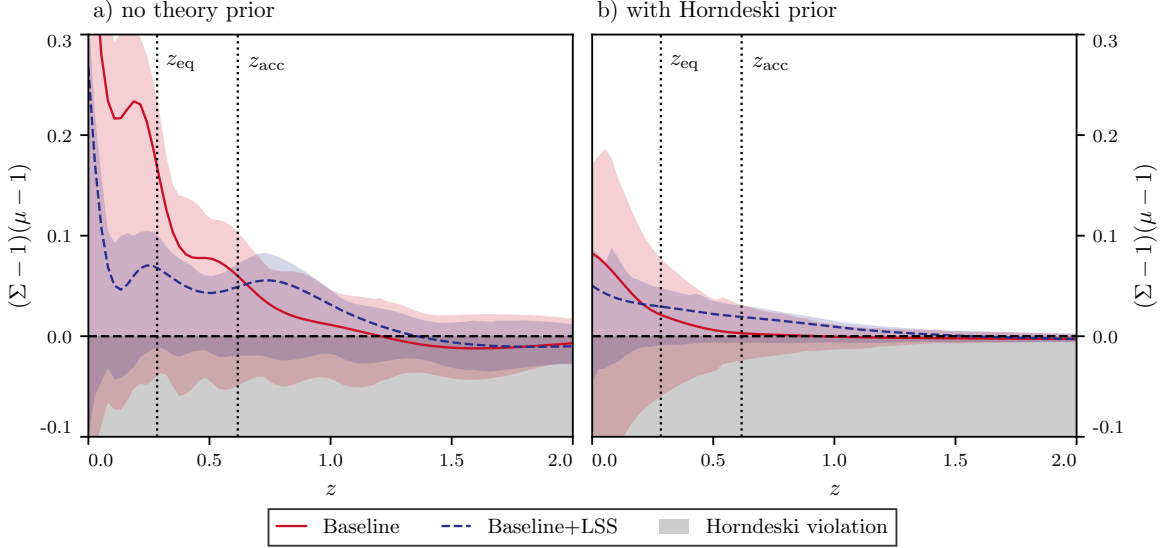 a) no theory prior
b) with Horndeski prior
0.3
0.2
0.1
0.0
-0.1
(Σ − 1)(μ − 1)
z_eq
z_acc
0.0 0.5 1.0 1.5 2.0
z
z_eq
z_acc
0.0 0.5 1.0 1.5 2.0
z
0.3
0.2
0.1
0.0
-0.1
(Σ − 1)(μ − 1)
Baseline Baseline+LSS Horndeski violation